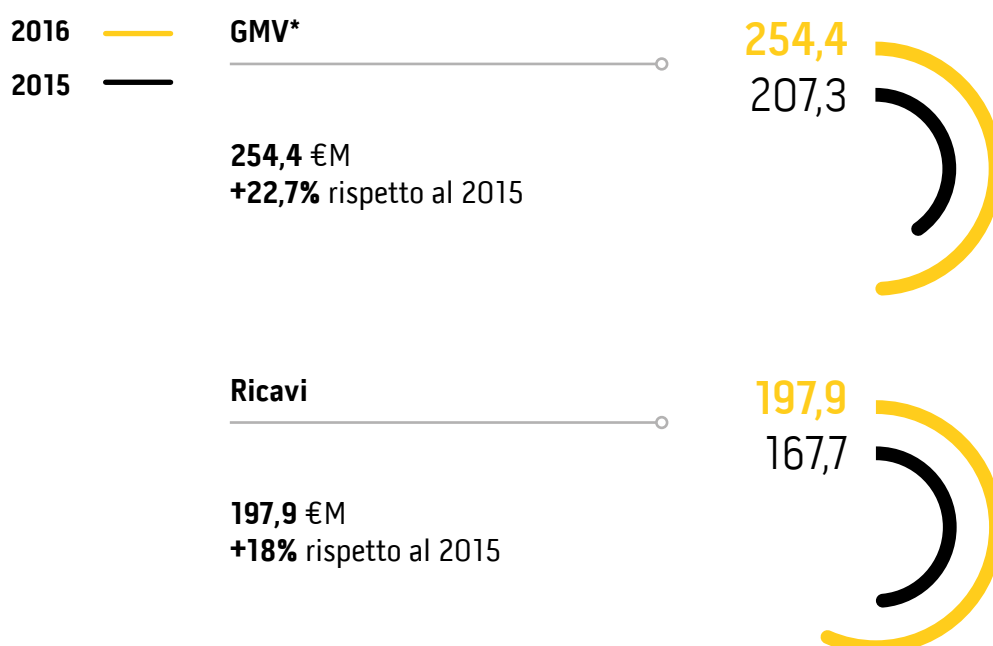 2016
2015
GMV*
254,4
207,3
254,4 €M
+22,7% rispetto al 2015
Ricavi
197,9
167,7
197,9 €M
+18% rispetto al 2015